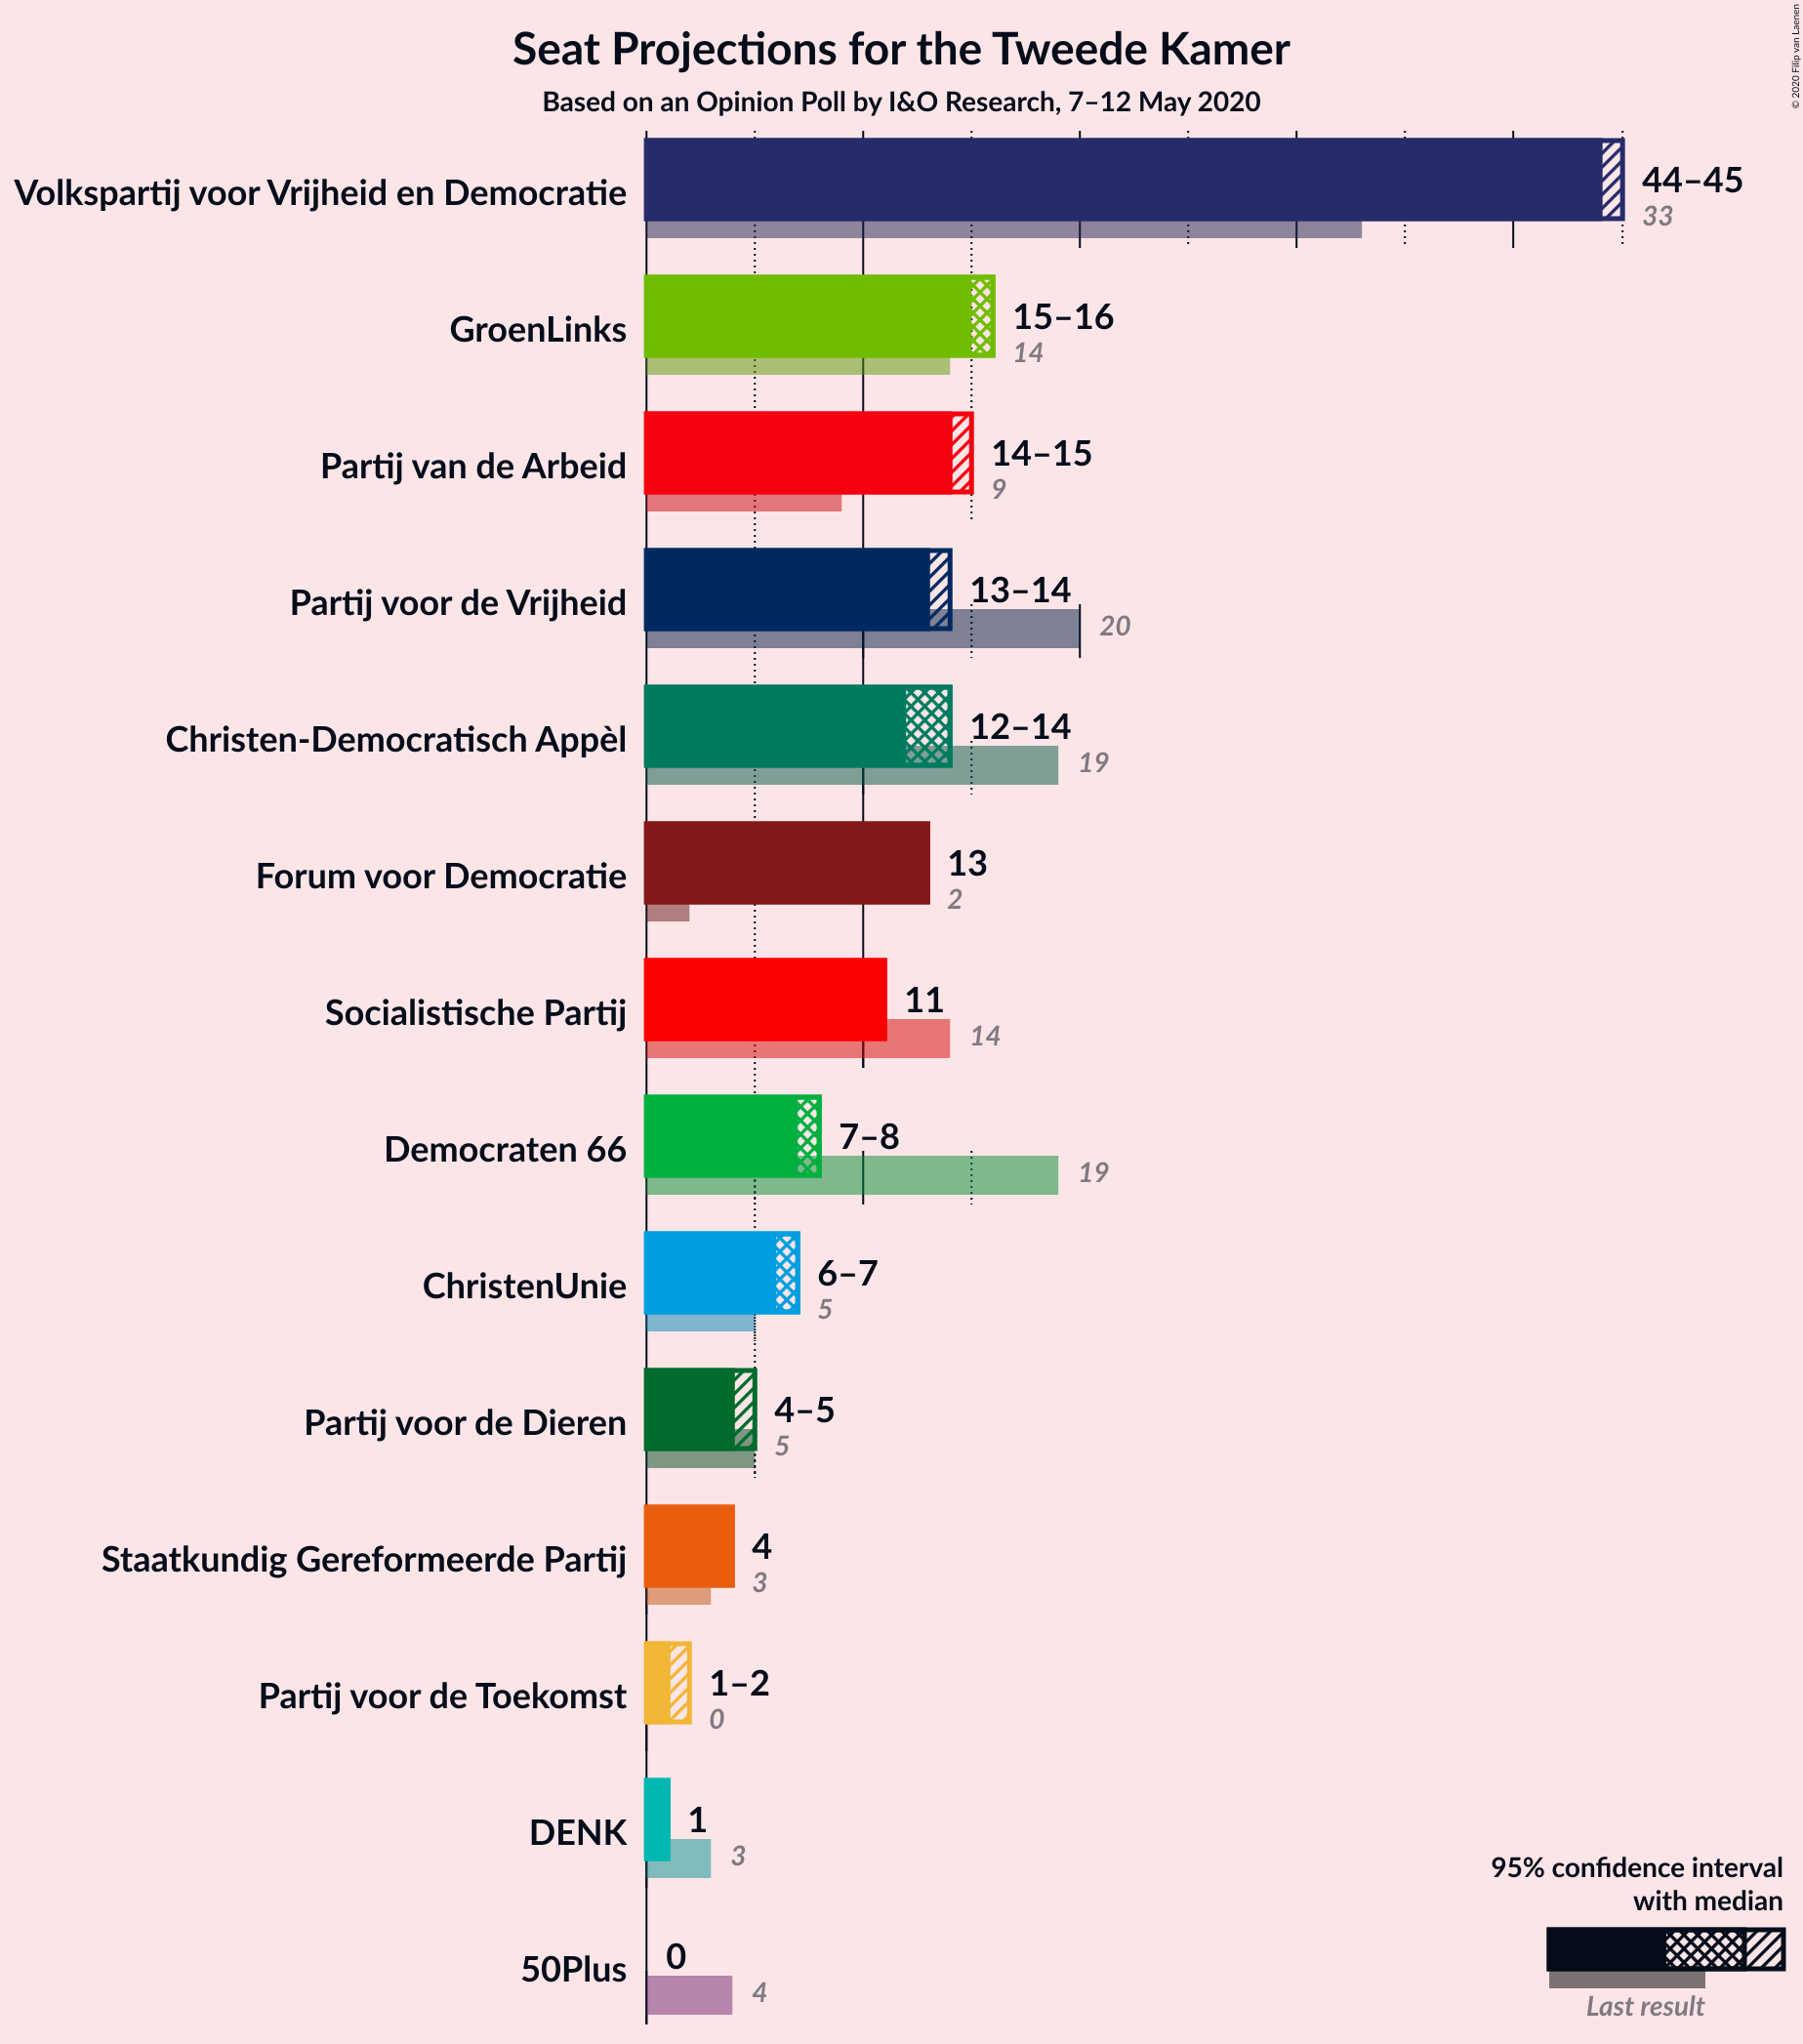 Seat Projections for the Tweede Kamer
Based on an Opinion Poll by I&O Research, 7–12 May 2020
© 2020 Filip van Laenen
Volkspartij voor Vrijheid en Democratie
44–45
33
GroenLinks
15–16
14
Partij van de Arbeid
14–15
9
Partij voor de Vrijheid
13–14
20
Christen-Democratisch Appèl
12–14
19
Forum voor Democratie
13
2
Socialistische Partij
11
14
Democraten 66
7–8
19
ChristenUnie
6–7
5
Partij voor de Dieren
4–5
5
Staatkundig Gereformeerde Partij
4
3
Partij voor de Toekomst
1–2
0
DENK
1
3
50Plus
0
4
95% confidence interval
with median
Last result